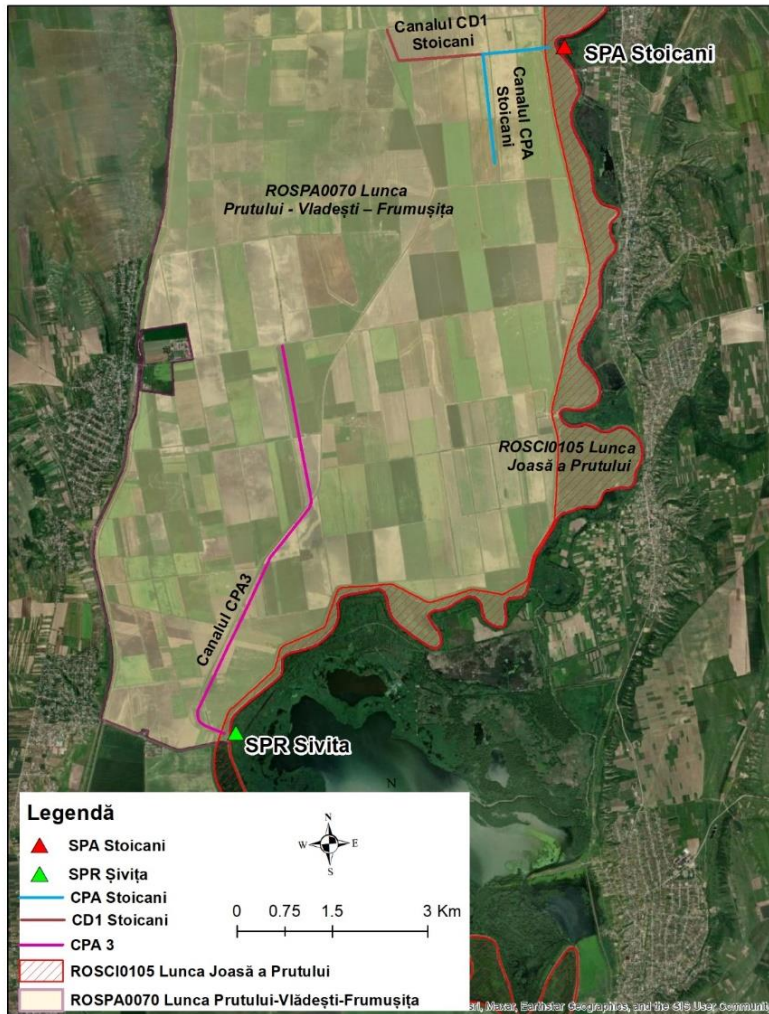 Canalul CD1
Stoicani
SPA Stoicani
Canalul CPA
Stoicani
ROSPA0070 Lunca
Prutului - Vladești – Frumușița
ROSCI0105 Lunca
Joasă a Prutului
Canalul CPA3
SPR Sivita
Legendă
SPA Stoicani
SPR Șivița
CPA Stoicani
CD1 Stoicani
CPA 3
ROSCI0105 Lunca Joasă a Prutului
ROSPA0070 Lunca Prutului-Vlădești-Frumușița
N
W E
S
0 0.75 1.5 3 Km
Maxar, Earthstar Geographics, and the GIS User Community